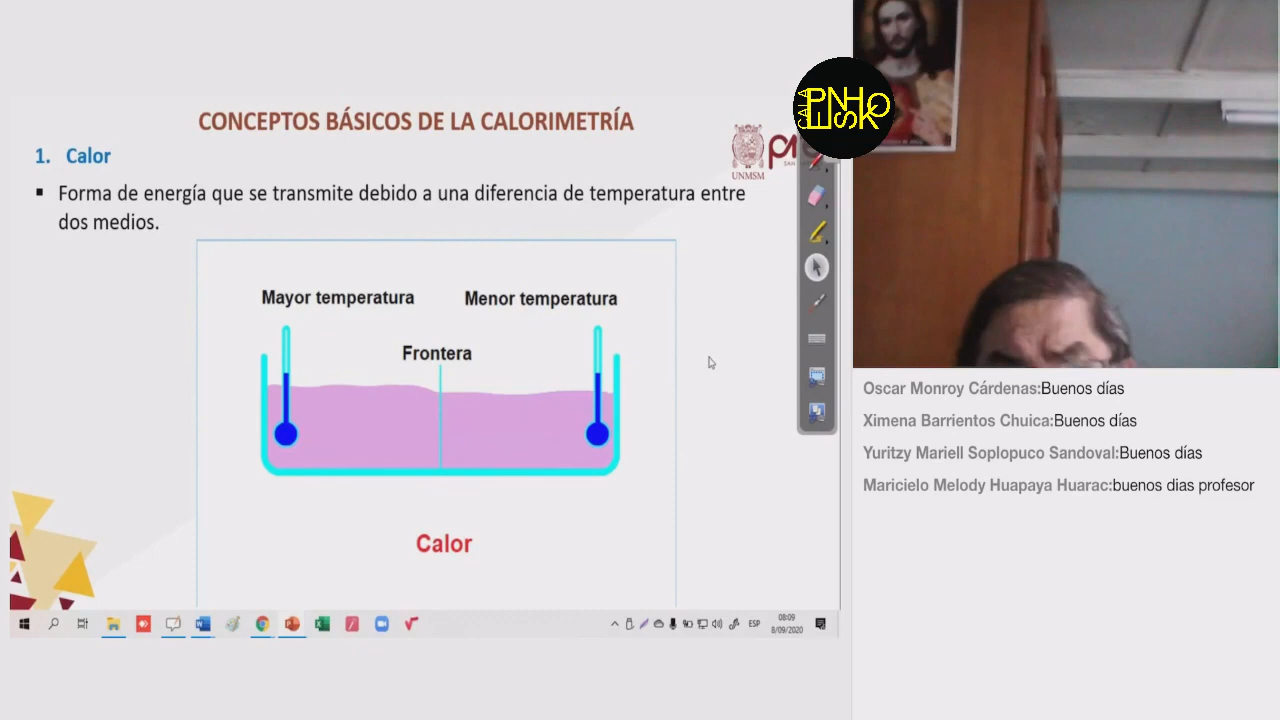 CONCEPTOS BÁSICOS DE LA CALORIMETRÍA
UNMSM
1. Calor
▪ Forma de energía que se transmite debido a una diferencia de temperatura entre
dos medios.
Mayor temperatura
Menor temperatura
Frontera
Calor
ESP
08:09
8/09/2020
CALA
Oscar Monroy Cárdenas:Buenos días
Ximena Barrientos Chuica:Buenos días
Yuritzy Mariell Soplopuco Sandoval:Buenos días
Maricielo Melody Huapaya Huarac:buenos dias profesor